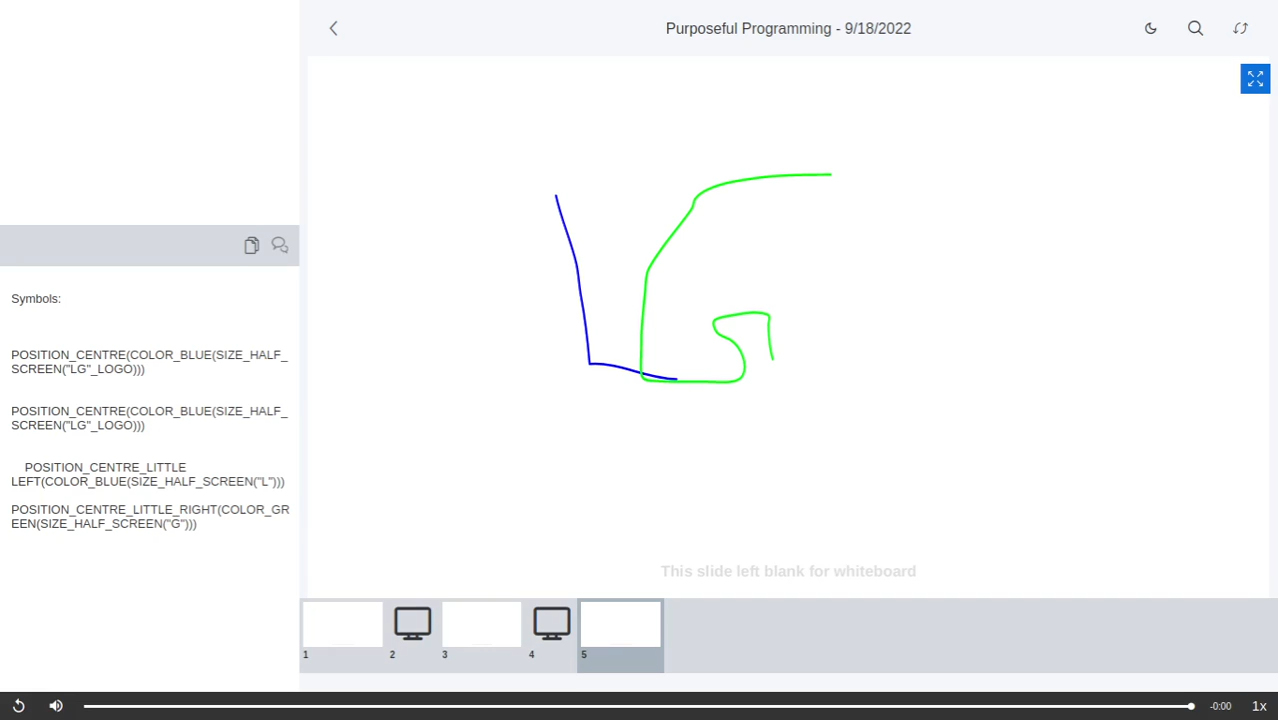 Purposeful Programming - 9/18/2022
Symbols:
POSITION_CENTRE(COLOR_BLUE(SIZE_HALF_
SCREEN("LG"_LOGO)))
POSITION_CENTRE(COLOR_BLUE(SIZE_HALF_
SCREEN("LG"_LOGO)))
POSITION_CENTRE_LITTLE
LEFT(COLOR_BLUE(SIZE_HALF_SCREEN("L")))
POSITION_CENTRE_LITTLE_RIGHT(COLOR_GR
EEN(SIZE_HALF_SCREEN("G")))
LG
This slide left blank for whiteboard
1 2 3 4 5
-0:00 1x